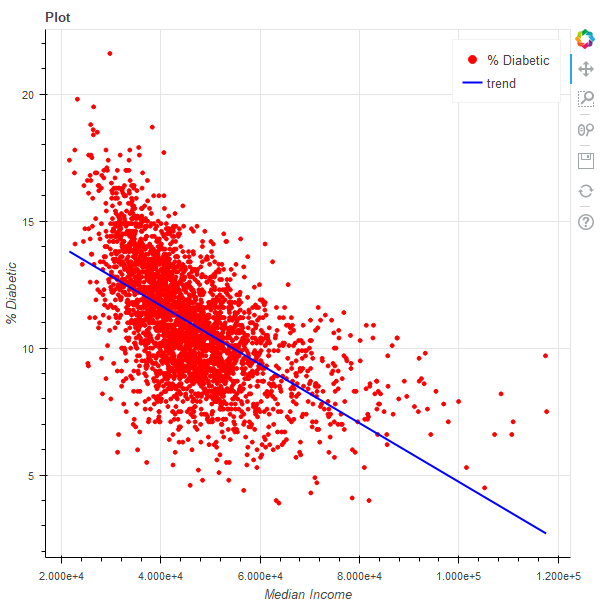 Plot
% Diabetic
trend
20
15
10
5
% Diabetic
2.000e+4 4.000e+4 6.000e+4 8.000e+4 1.000e+5 1.200e+5
Median Income